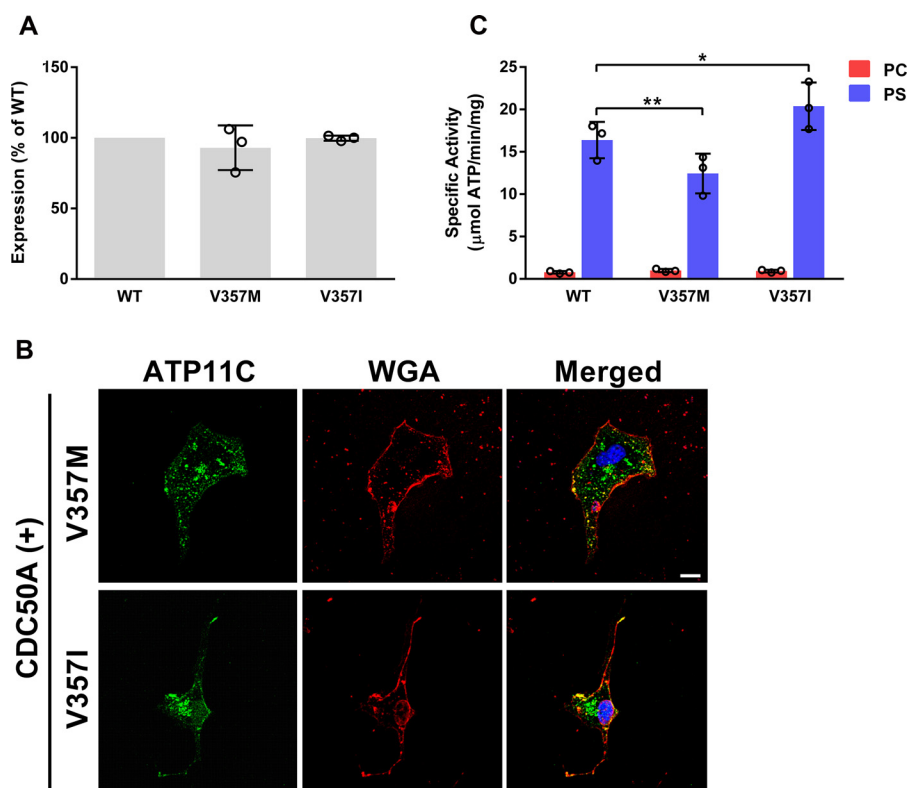 A
Expression (% of WT)
150
100
50
0
WT
V357M
V357I
C
Specific Activity
(μmol ATP/min/mg)
25
20
15
10
5
0
*
**
WT
V357M
V357I
PC
PS
B
ATP11C
WGA
Merged
CDC50A (+)
V357M
V357I